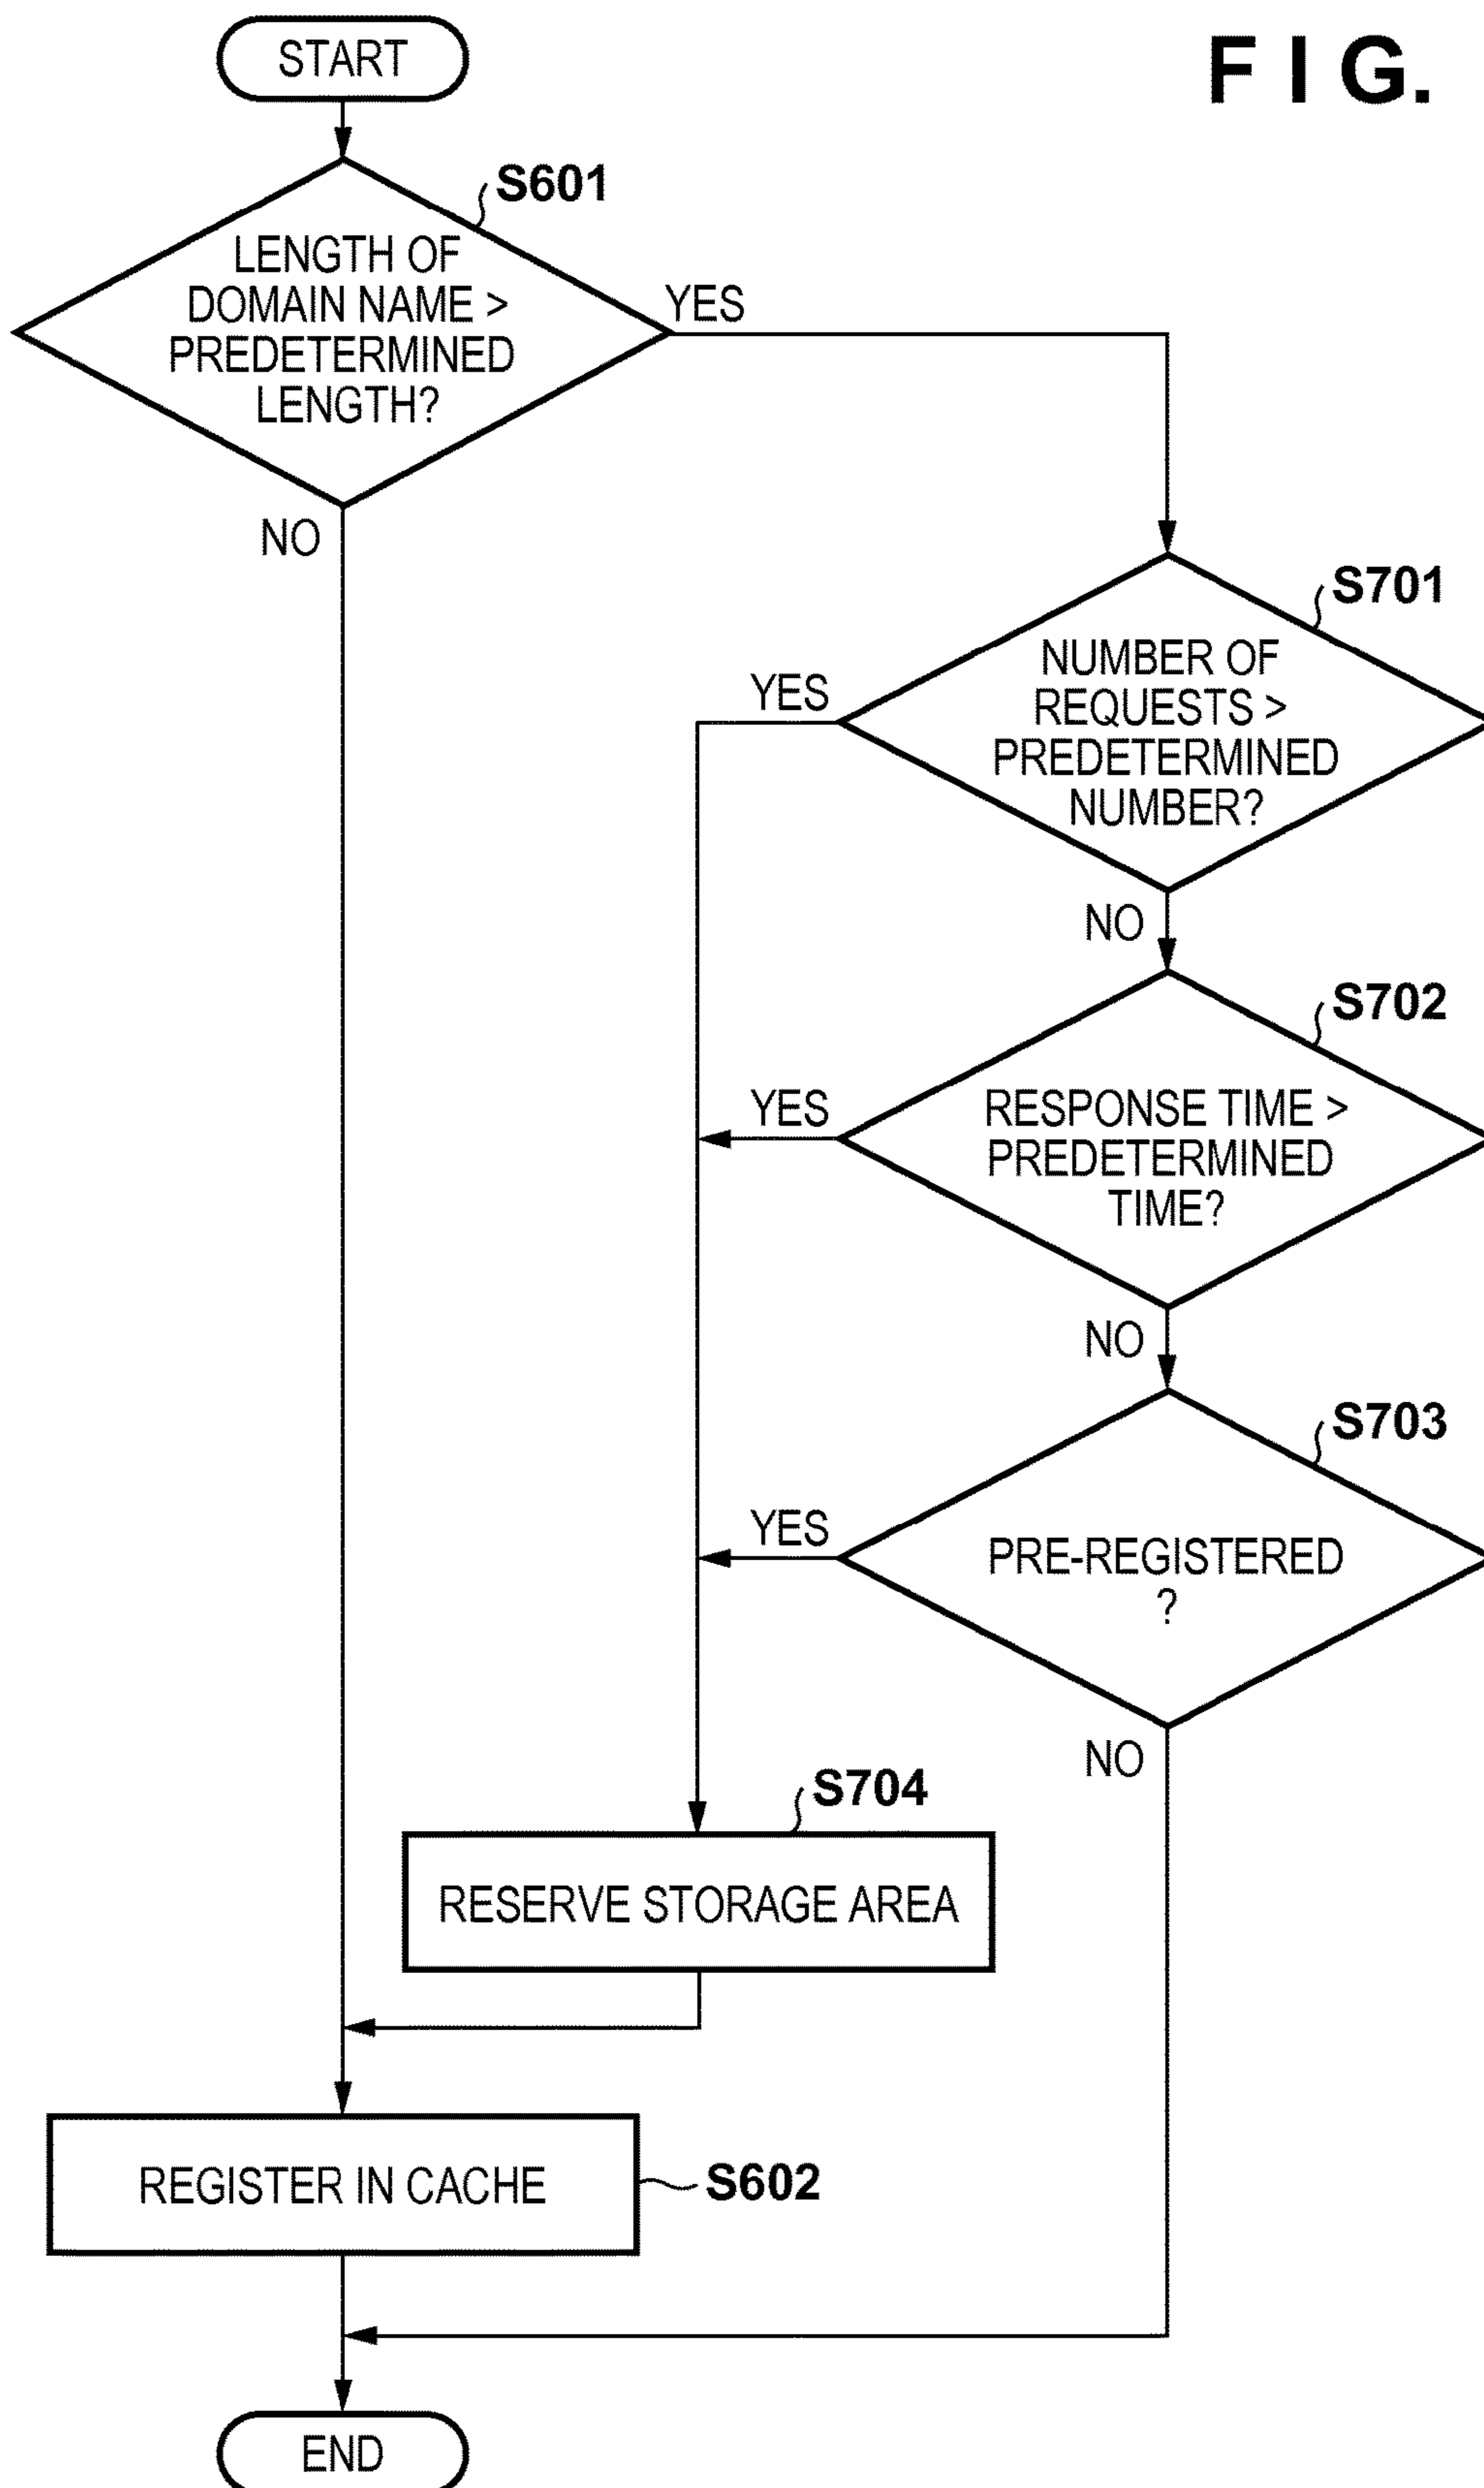 START
F I G.
S601
LENGTH OF
DOMAIN NAME >
PREDETERMINED
LENGTH?
YES
NO
S701
NUMBER OF
REQUESTS >
PREDETERMINED
NUMBER?
YES
NO
S702
RESPONSE TIME >
PREDETERMINED
TIME?
YES
NO
S703
PRE-REGISTERED
?
YES
NO
S704
RESERVE STORAGE AREA
REGISTER IN CACHE
S602
END